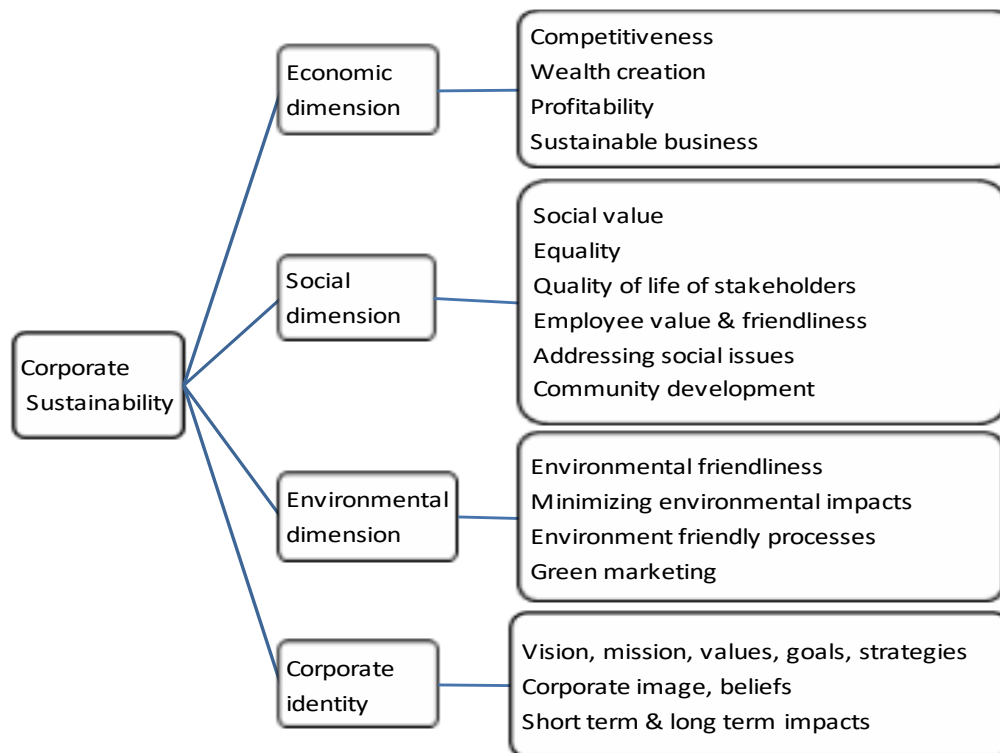 Corporate
Sustainability
Economic
dimension
Competitiveness
Wealth creation
Profitability
Sustainable business
Social
dimension
Social value
Equality
Quality of life of stakeholders
Employee value & friendliness
Addressing social issues
Community development
Environmental
dimension
Environmental friendliness
Minimizing environmental impacts
Environment friendly processes
Green marketing
Corporate
identity
Vision, mission, values, goals, strategies
Corporate image, beliefs
Short term & long term impacts